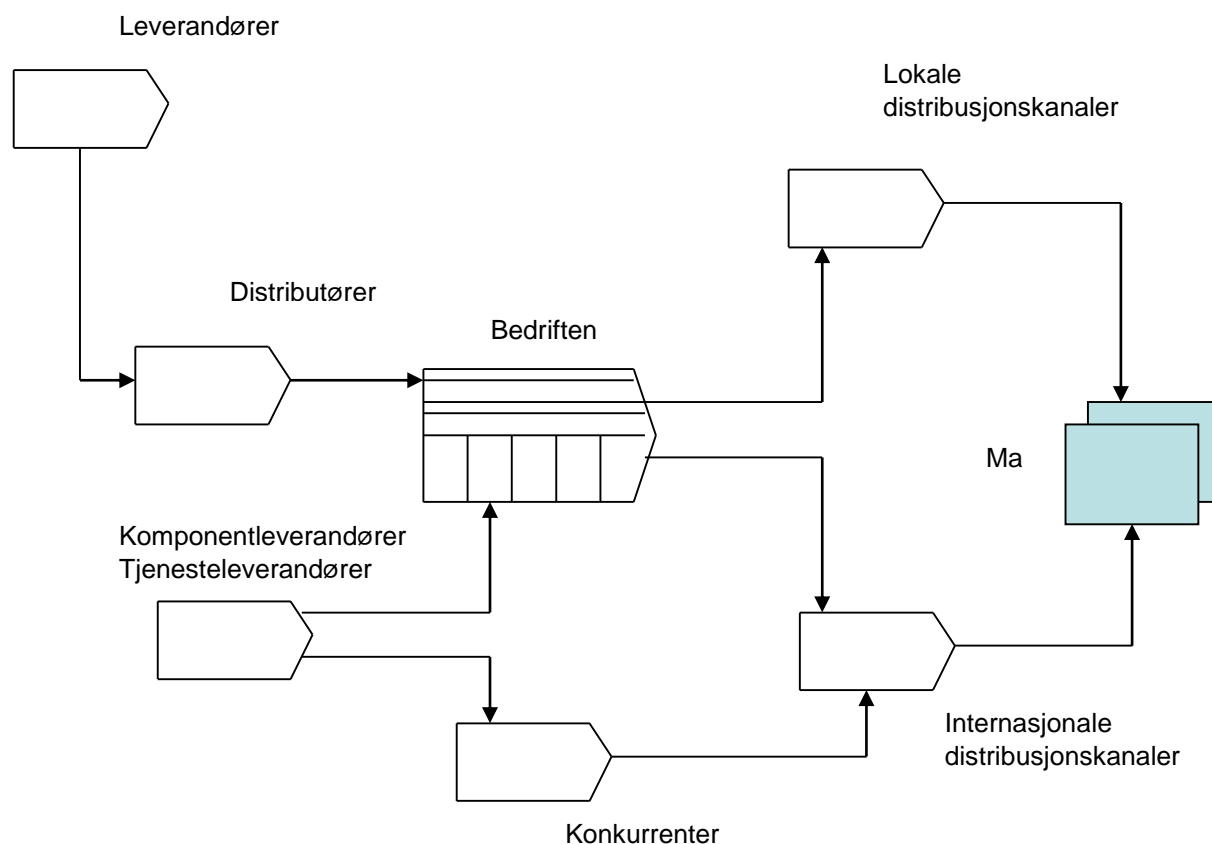 Leverandører
Lokale
distribusjonskanaler
Distributører
Bedriften
Ma
Komponentleverandører
Tjenesteleverandører
Internasjonale
distribusjonskanaler
Konkurrenter